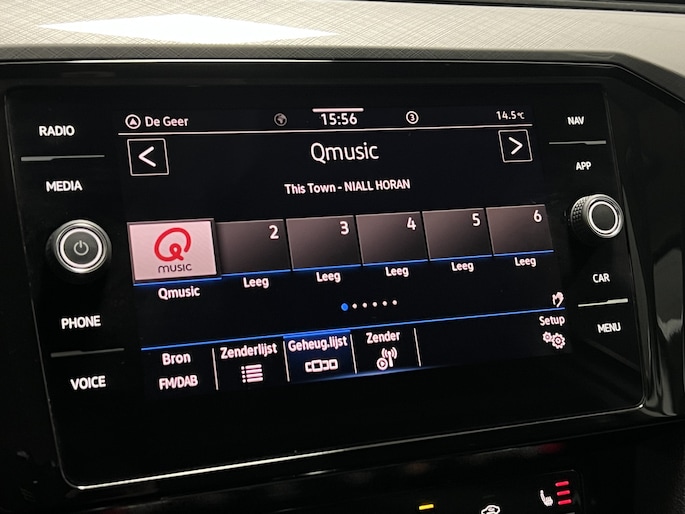 RADIO
MEDIA
PHONE
VOICE
De Geer
15:56
3
14.5°C
Qmusic
This Town - NIALL HORAN
MUSIC
2
3
4
5
6
Qmusic
Leeg
Leeg
Leeg
Leeg
Leeg
Bron
FM/DAB
Zenderlijst
Geheug.lijst
Zender
Setup
NAV
APP
CAR
MENU